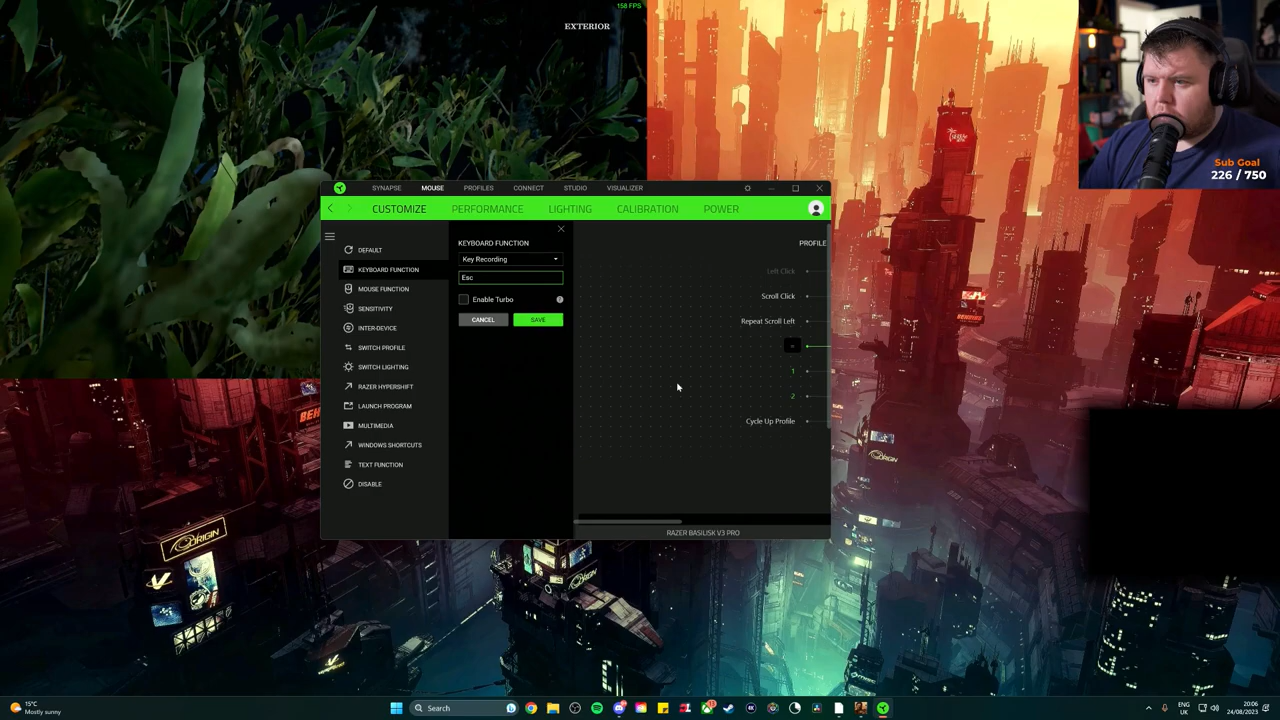 158 FPS
EXTERIOR
Sub Goal
226 / 750
SYNAPSE MOUSE PROFILES CONNECT STUDIO VISUALIZER
CUSTOMIZE PERFORMANCE LIGHTING CALIBRATION POWER
DEFAULT
KEYBOARD FUNCTION
MOUSE FUNCTION
SENSITIVITY
INTER-DEVICE
SWITCH PROFILE
SWITCH LIGHTING
RAZER HYPERSHIFT
LAUNCH PROGRAM
MULTIMEDIA
WINDOWS SHORTCUTS
TEXT FUNCTION
DISABLE
KEYBOARD FUNCTION
Key Recording
Esc
Enable Turbo
CANCEL SAVE
PROFILE
Left Click
Scroll Click
Repeat Scroll Left
1
2
Cycle Up Profile
RAZER BASILISK V3 PRO
ORIGIN
ORIGIN
15°C
Mostly sunny
Search
ENG
UK
20:06
24/08/2023